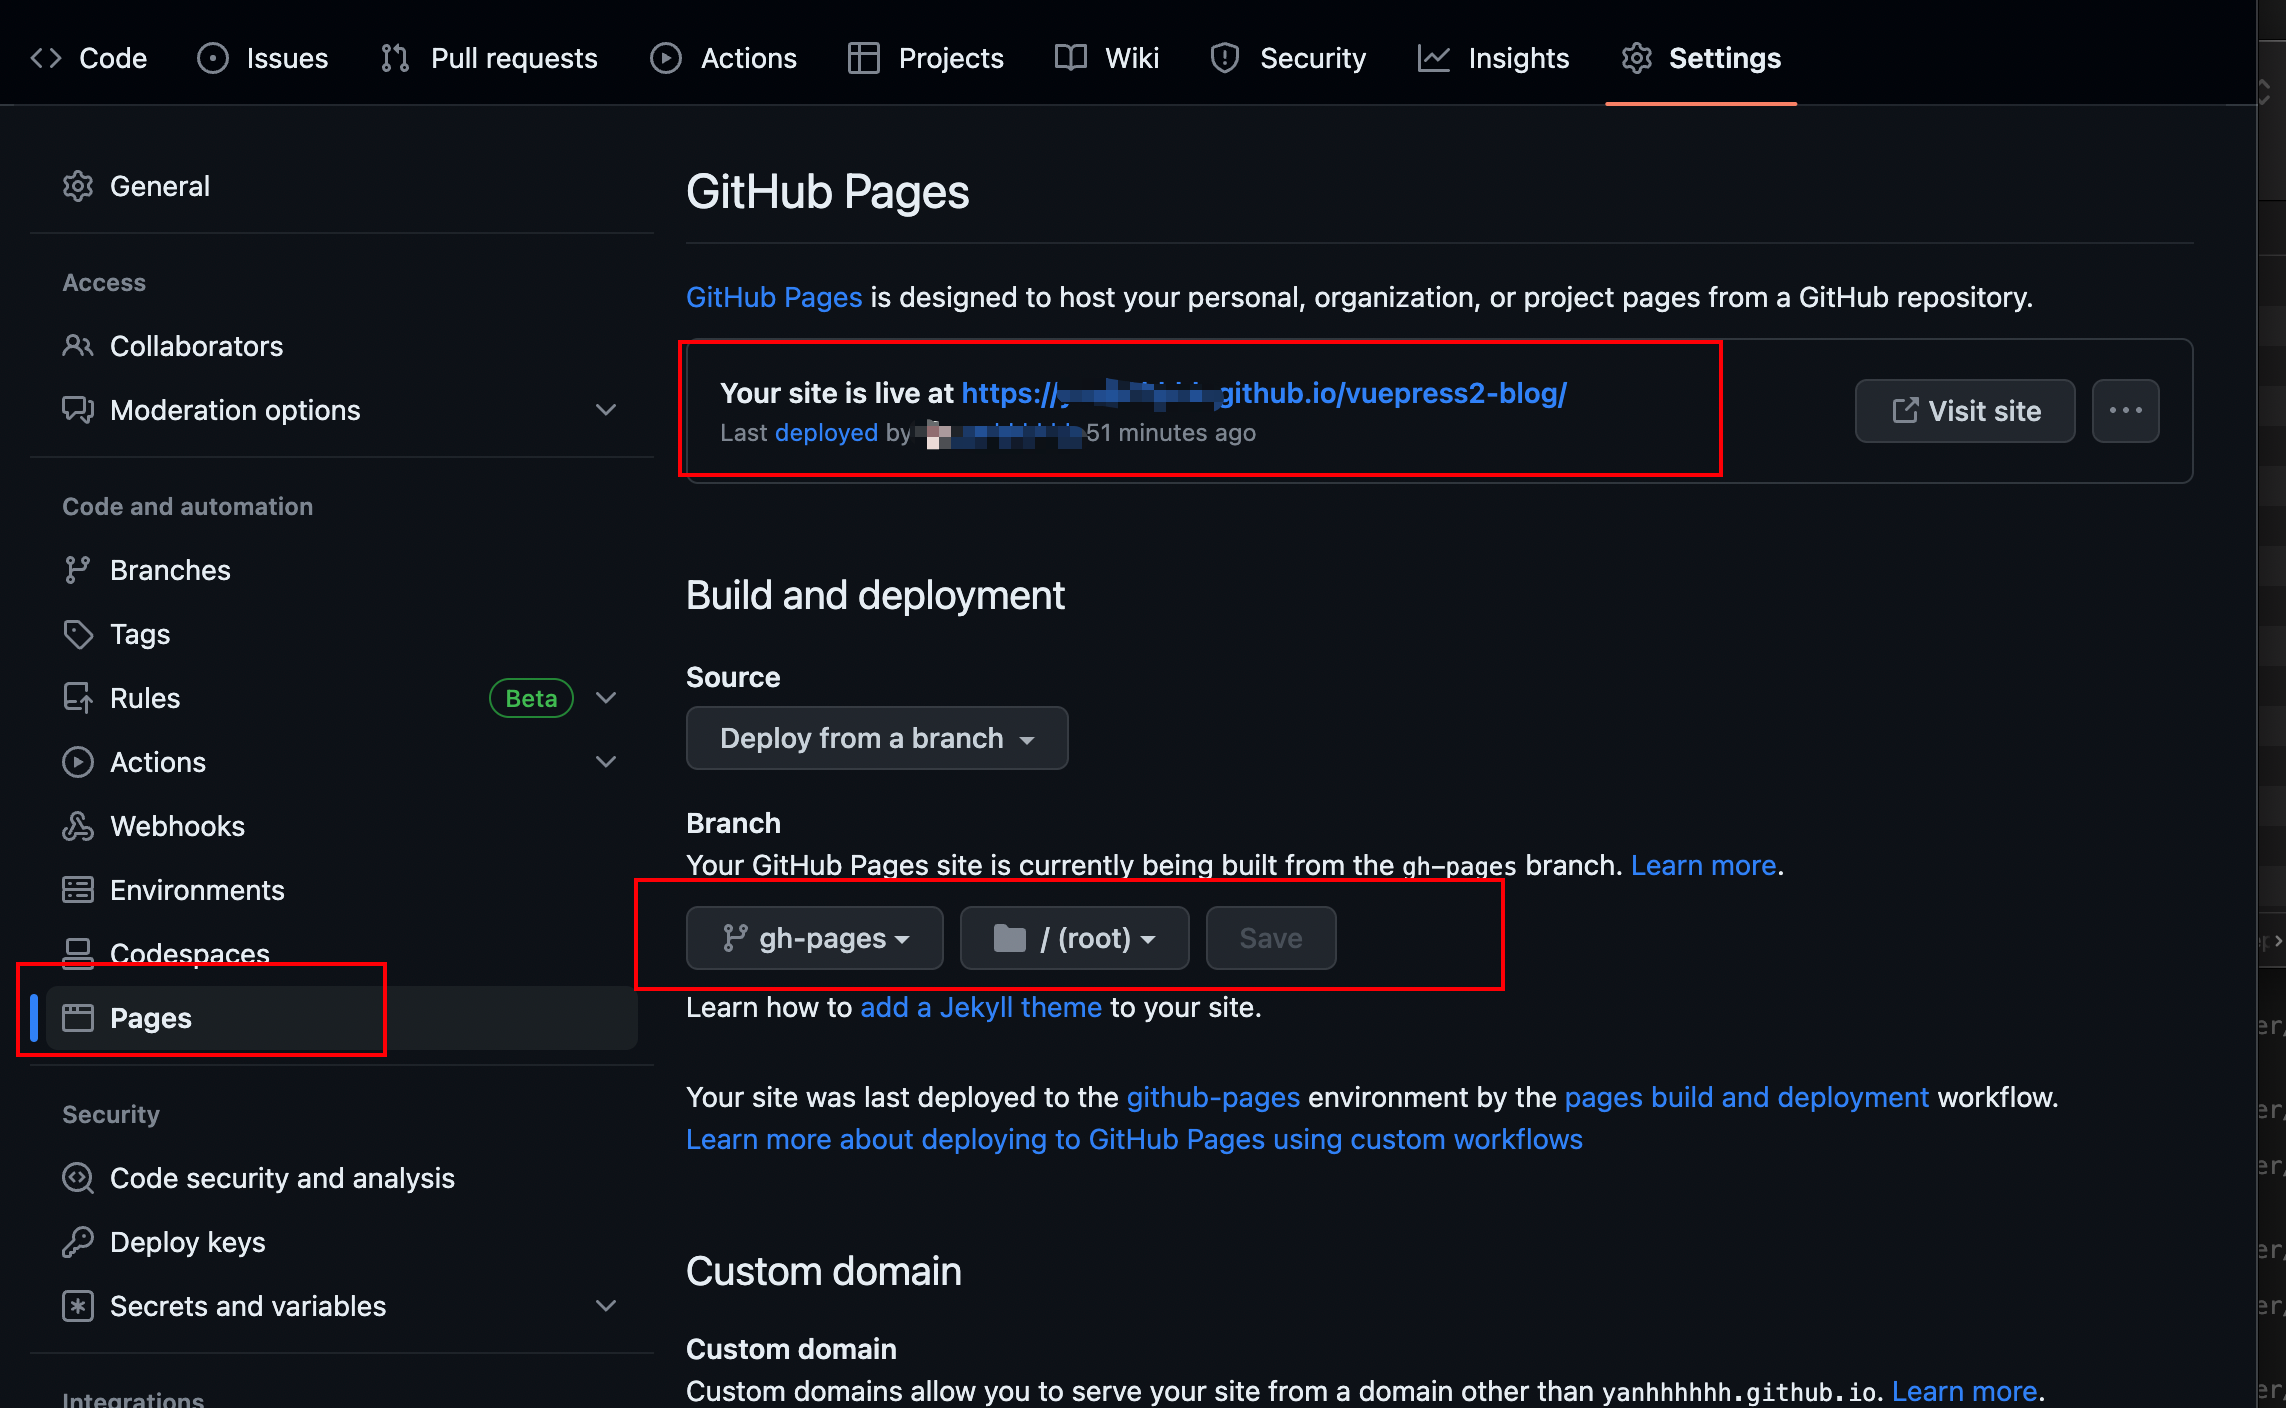 Code Issues Pull requests Actions Projects Wiki Security Insights Settings
General
Access
Collaborators
Moderation options
Code and automation
Branches
Tags
Rules Beta
Actions
Webhooks
Environments
Codespaces
Pages
Security
Code security and analysis
Deploy keys
Secrets and variables
Integrations
GitHub Pages
GitHub Pages is designed to host your personal, organization, or project pages from a GitHub repository.
Your site is live at https:// github.io/vuepress2-blog/
Last deployed by 51 minutes ago
Visit site
Build and deployment
Source
Deploy from a branch
Branch
Your GitHub Pages site is currently being built from the gh-pages branch. Learn more.
gh-pages / (root) Save
Learn how to add a Jekyll theme to your site.
Your site was last deployed to the github-pages environment by the pages build and deployment workflow.
Learn more about deploying to GitHub Pages using custom workflows
Custom domain
Custom domain
Custom domains allow you to serve your site from a domain other than yanhhhhhh.github.io. Learn more.